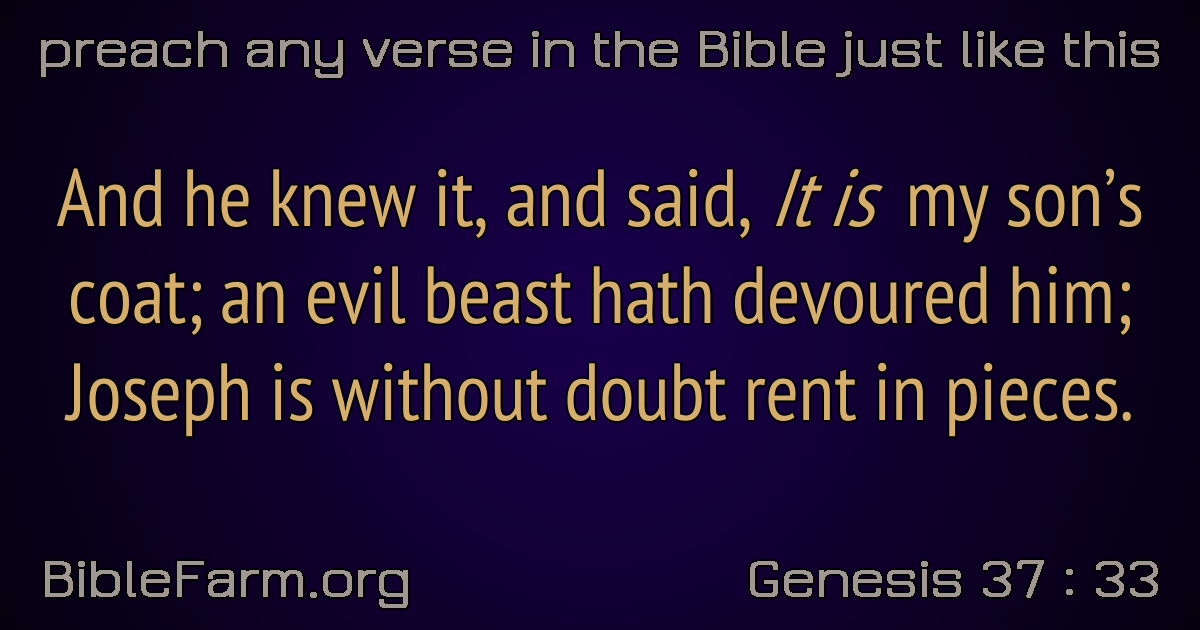 preach any verse in the Bible just like this
And he knew it, and said, It is my son’s
coat; an evil beast hath devoured him;
Joseph is without doubt rent in pieces.
BibleFarm.org
Genesis 37 : 33